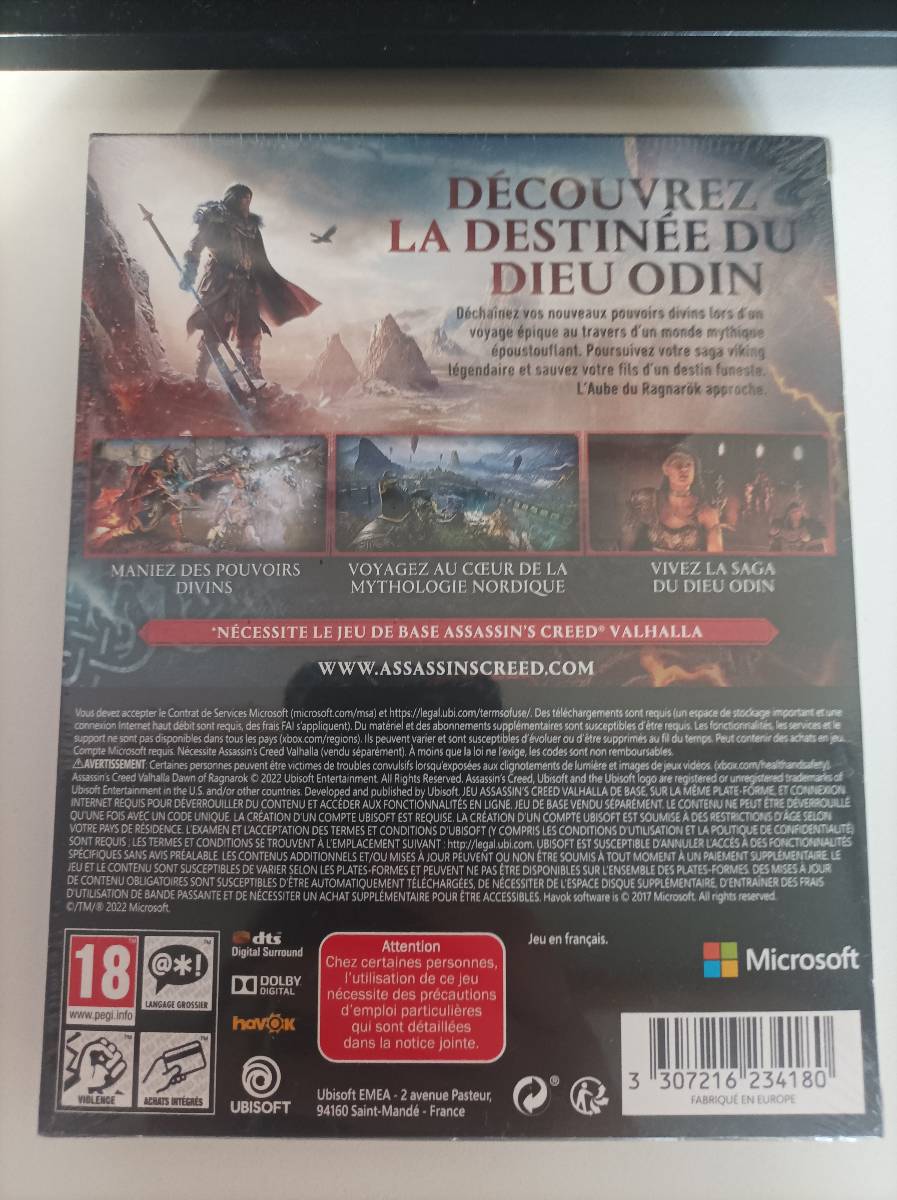 DÉCOUVREZ
LA DESTINÉE DU
DIEU ODIN
Déchaînez vos nouveaux pouvoirs divins lors d'un
voyage épique au travers d'un monde mythique
époustouflant. Poursuivez votre saga viking
légendaire et sauvez votre fils d'un destin funeste.
L'Aube du Ragnarök approche.
MANIEZ DES POUVOIRS
DIVINS
VOYAGEZ AU CŒUR DE LA
MYTHOLOGIE NORDIQUE
VIVEZ LA SAGA
DU DIEU ODIN
*NÉCESSITE LE JEU DE BASE ASSASSIN'S CREED® VALHALLA
WWW.ASSASSINSCREED.COM
Vous devez accepter le Contrat de Services Microsoft (microsoft.com/msa) et https://legal.ubi.com/termsofuse/. Des téléchargements sont requis (un espace de stockage important et une
connexion Internet haut débit sont requis, des frais FAI s'appliquent). Du matériel et des abonnements supplémentaires sont susceptibles d'être requis. Les fonctionnalités, les services et le
support ne sont pas disponibles dans tous les pays (xbox.com/regions). Ils peuvent varier et sont susceptibles d'évoluer ou d'être supprimés au fil du temps. Peut contenir des achats en jeu.
Compte Microsoft requis. Nécessite Assassin's Creed Valhalla (vendu séparément). À moins que la loi ne l'exige, les codes sont non remboursables.
⚠AVERTISSEMENT: Certaines personnes peuvent être victimes de troubles convulsifs lorsqu'exposées aux clignotements de lumière et images de jeux vidéos. (xbox.com/healthandsafety).
Assassin's Creed Valhalla Dawn of Ragnarok © 2022 Ubisoft Entertainment. All Rights Reserved. Assassin's Creed, Ubisoft and the Ubisoft logo are registered or unregistered trademarks of
Ubisoft Entertainment in the U.S. and/or other countries. Developed and published by Ubisoft. JEU ASSASSIN'S CREED VALHALLA DE BASE, SUR LA MÊME PLATE-FORME, ET CONNEXION
INTERNET REQUIS POUR DÉVERROUILLER DU CONTENU ET ACCÉDER AUX FONCTIONNALITÉS EN LIGNE. JEU DE BASE VENDU SÉPARÉMENT. LE CONTENU NE PEUT ÊTRE DÉVERROUILLÉ
QU'UNE FOIS AVEC UN CODE UNIQUE. LA CRÉATION D'UN COMPTE UBISOFT EST REQUISE. LA CRÉATION D'UN COMPTE UBISOFT EST SOUMISE À DES RESTRICTIONS D'ÂGE SELON
VOTRE PAYS DE RÉSIDENCE. L'EXAMEN ET L'ACCEPTATION DES TERMES ET CONDITIONS D'UBISOFT (Y COMPRIS LES CONDITIONS D'UTILISATION ET LA POLITIQUE DE CONFIDENTIALITÉ)
SONT REQUIS ; LES TERMES ET CONDITIONS SE TROUVENT À L'EMPLACEMENT SUIVANT : http://legal.ubi.com. UBISOFT EST SUSCEPTIBLE D'ANNULER L'ACCÈS À DES FONCTIONNALITÉS
SPÉCIFIQUES SANS AVIS PRÉALABLE. LES CONTENUS ADDITIONNELS ET/OU MISES À JOUR PEUVENT OU NON ÊTRE SOUMIS À TOUT MOMENT À UN PAIEMENT SUPPLÉMENTAIRE. LE
JEU ET LE CONTENU SONT SUSCEPTIBLES DE VARIER SELON LES PLATES-FORMES ET PEUVENT NE PAS ÊTRE DISPONIBLES SUR L'ENSEMBLE DES PLATES-FORMES. DES MISES À JOUR
DE CONTENU OBLIGATOIRES SONT SUSCEPTIBLES D'ÊTRE AUTOMATIQUEMENT TÉLÉCHARGÉES, DE NÉCESSITER DE L'ESPACE DISQUE SUPPLÉMENTAIRE, D'ENTRAÎNER DES FRAIS
D'UTILISATION DE BANDE PASSANTE ET DE NÉCESSITER UN ACHAT SUPPLÉMENTAIRE POUR ÊTRE ACCESSIBLES. Havok software is © 2017 Microsoft. All rights reserved.
©/TM/® 2022 Microsoft.
18
www.pegi.info
@*!
LANGAGE GROSSIER
VIOLENCE
ACHATS INTÉGRÉS
dts
Digital Surround
DOLBY
DIGITAL
havok
UBISOFT
Attention
Chez certaines personnes,
l'utilisation de ce jeu
nécessite des précautions
d'emploi particulières
qui sont détaillées
dans la notice jointe.
Ubisoft EMEA - 2 avenue Pasteur,
94160 Saint-Mandé - France
Jeu en français.
Microsoft
3 307216 234180
FABRIQUÉ EN EUROPE